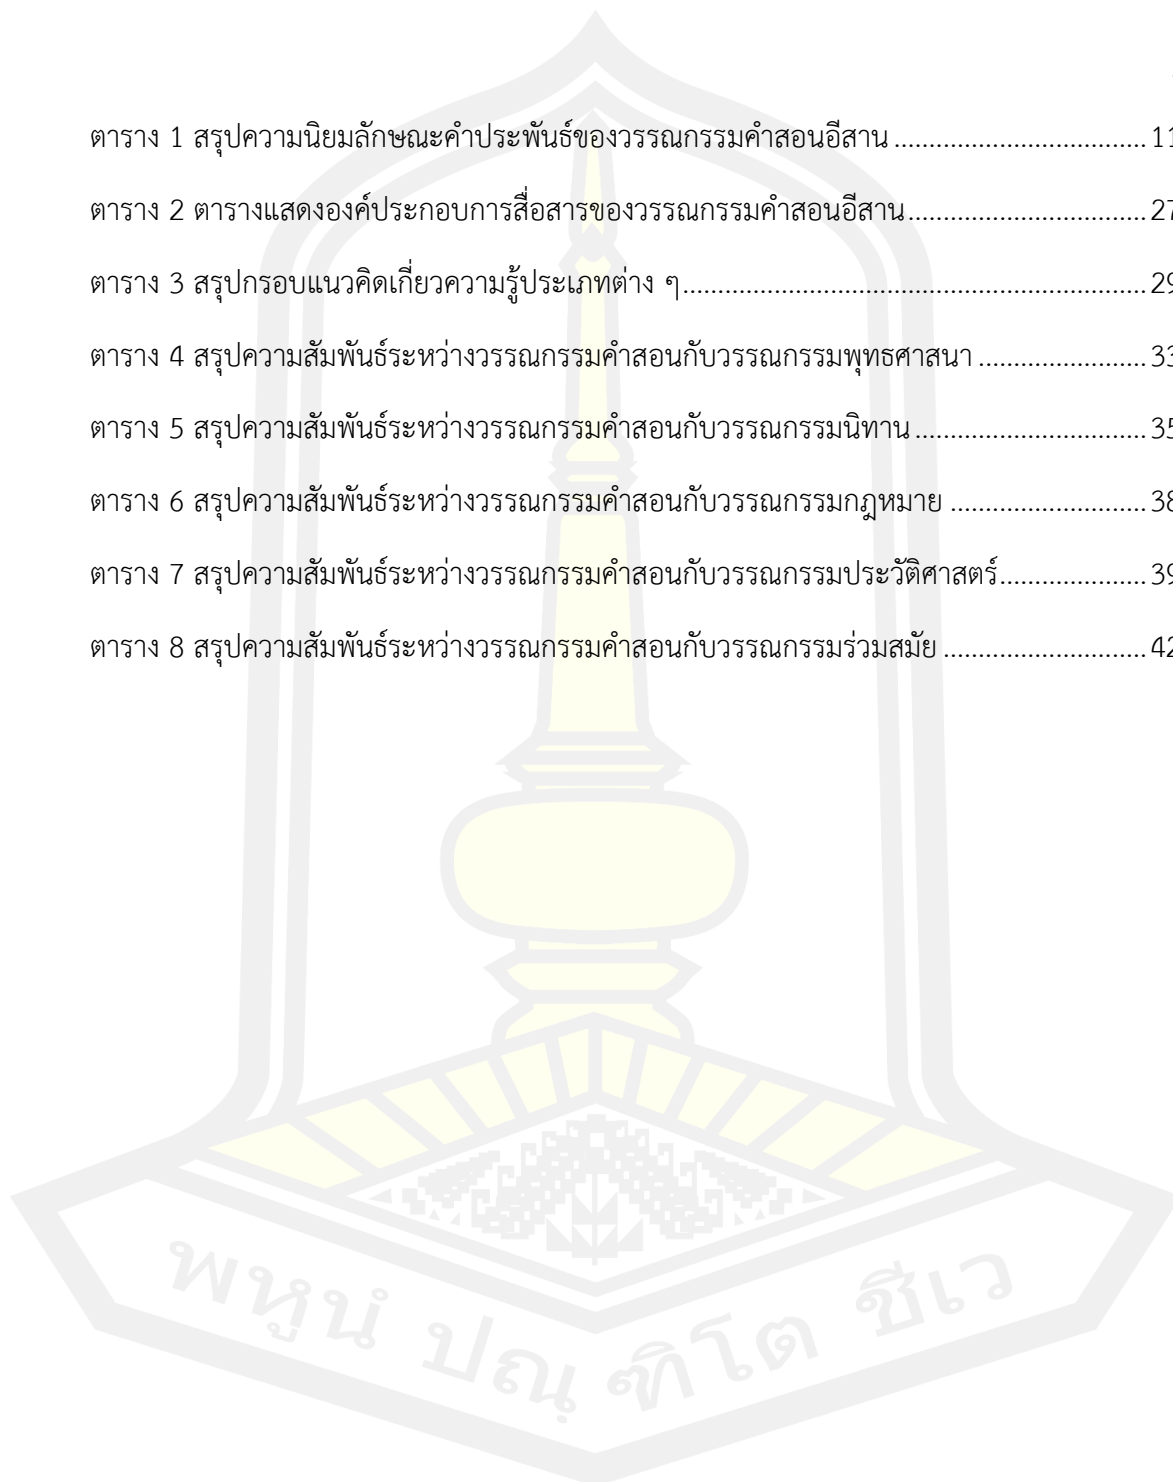 ตาราง 1 สรุปความนิยมลักษณะคำประพันธ์ของวรรณกรรมคำสอนอีสาน .................................... 11
ตาราง 2 ตารางแสดงองค์ประกอบการสื่อสารของวรรณกรรมคำสอนอีสาน .................................. 27
ตาราง 3 สรุปกรอบแนวคิดเกี่ยวความรู้ประเภทต่าง ๆ .................................................................... 29
ตาราง 4 สรุปความสัมพันธ์ระหว่างวรรณกรรมคำสอนกับวรรณกรรมพุทธศาสนา ........................ 33
ตาราง 5 สรุปความสัมพันธ์ระหว่างวรรณกรรมคำสอนกับวรรณกรรมนิทาน ................................. 35
ตาราง 6 สรุปความสัมพันธ์ระหว่างวรรณกรรมคำสอนกับวรรณกรรมกฎหมาย ............................ 38
ตาราง 7 สรุปความสัมพันธ์ระหว่างวรรณกรรมคำสอนกับวรรณกรรมประวัติศาสตร์ ..................... 39
ตาราง 8 สรุปความสัมพันธ์ระหว่างวรรณกรรมคำสอนกับวรรณกรรมร่วมสมัย ............................. 42
พหูนํ ปณฺฑิโต ชีเว